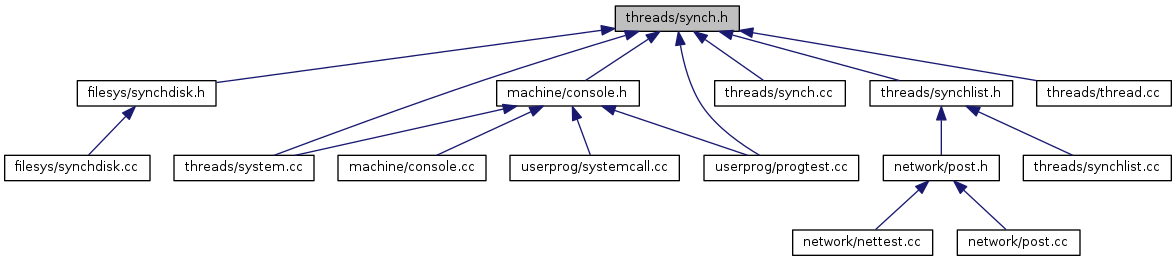 threads/synch.h
filesys/synchdisk.h
machine/console.h
threads/synch.cc
threads/synchlist.h
threads/thread.cc
filesys/synchdisk.cc
threads/system.cc
machine/console.cc
userprog/systemcall.cc
userprog/progtest.cc
network/post.h
threads/synchlist.cc
network/nettest.cc
network/post.cc